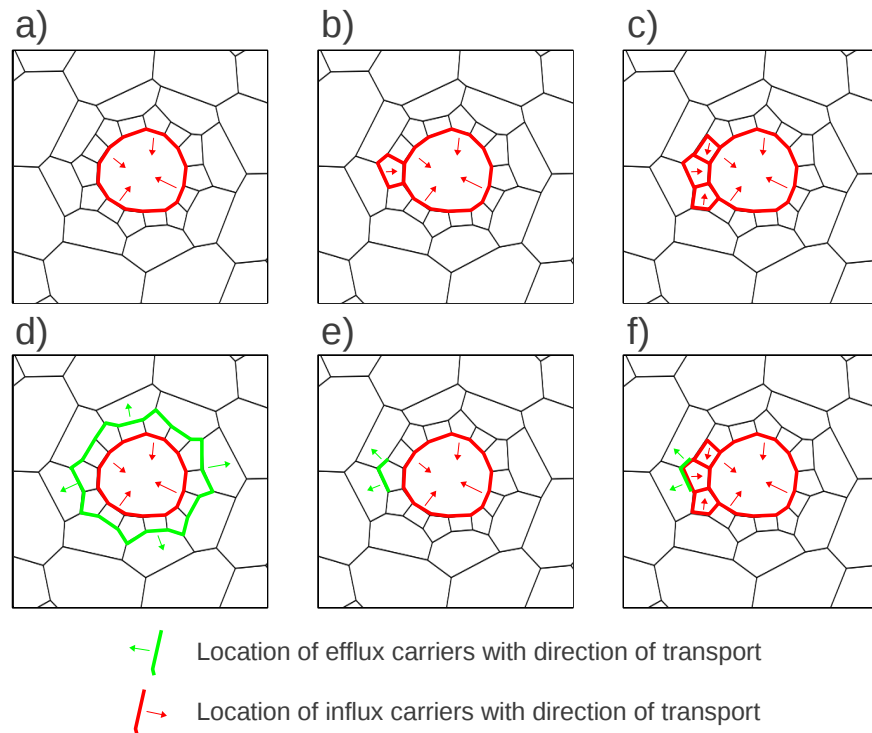 a) b) c)
d) e) f)
Location of efflux carriers with direction of transport
Location of influx carriers with direction of transport